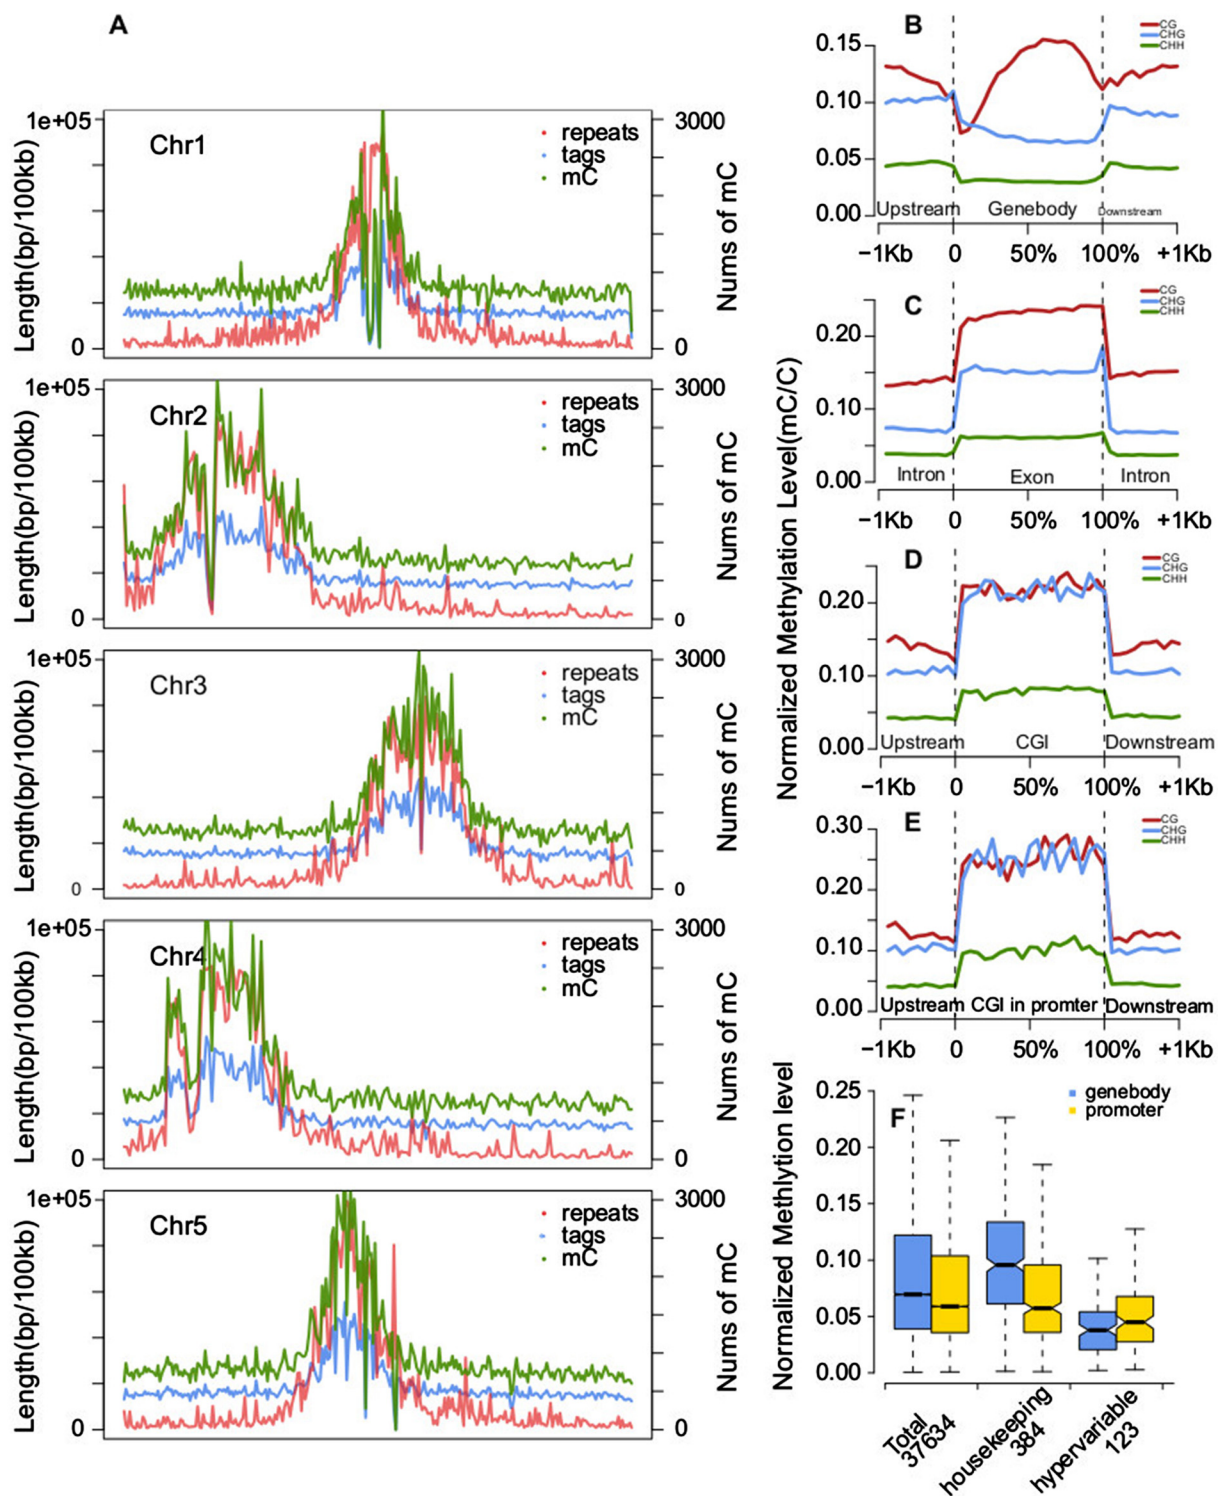 A
Length(bp/100kb)
1e+05
0
Chr1
repeats
tags
mC
3000
0
Nums of mC
Length(bp/100kb)
1e+05
0
Chr2
repeats
tags
mC
3000
0
Nums of mC
Length(bp/100kb)
1e+05
0
Chr3
repeats
tags
mC
3000
0
Nums of mC
Length(bp/100kb)
1e+05
0
Chr4
repeats
tags
mC
3000
0
Nums of mC
Length(bp/100kb)
1e+05
0
Chr5
repeats
tags
mC
3000
0
Nums of mC
Normalized Methylation Level(mC/C)
B
CG
CHG
CHH
0.15
0.10
0.05
0.00
Upstream Genebody Downstream
−1Kb 0 50% 100% +1Kb
C
CG
CHG
CHH
0.20
0.10
0.00
Intron Exon Intron
−1Kb 0 50% 100% +1Kb
D
CG
CHG
CHH
0.20
0.10
0.00
Upstream CGI Downstream
−1Kb 0 50% 100% +1Kb
E
CG
CHG
CHH
0.30
0.20
0.10
0.00
Upstream CGI in promter Downstream
−1Kb 0 50% 100% +1Kb
Normalized Methlytion level
F
genebody
promoter
0.25
0.20
0.15
0.10
0.05
0.00
Total
37634
housekeeping
384
hypervariable
123